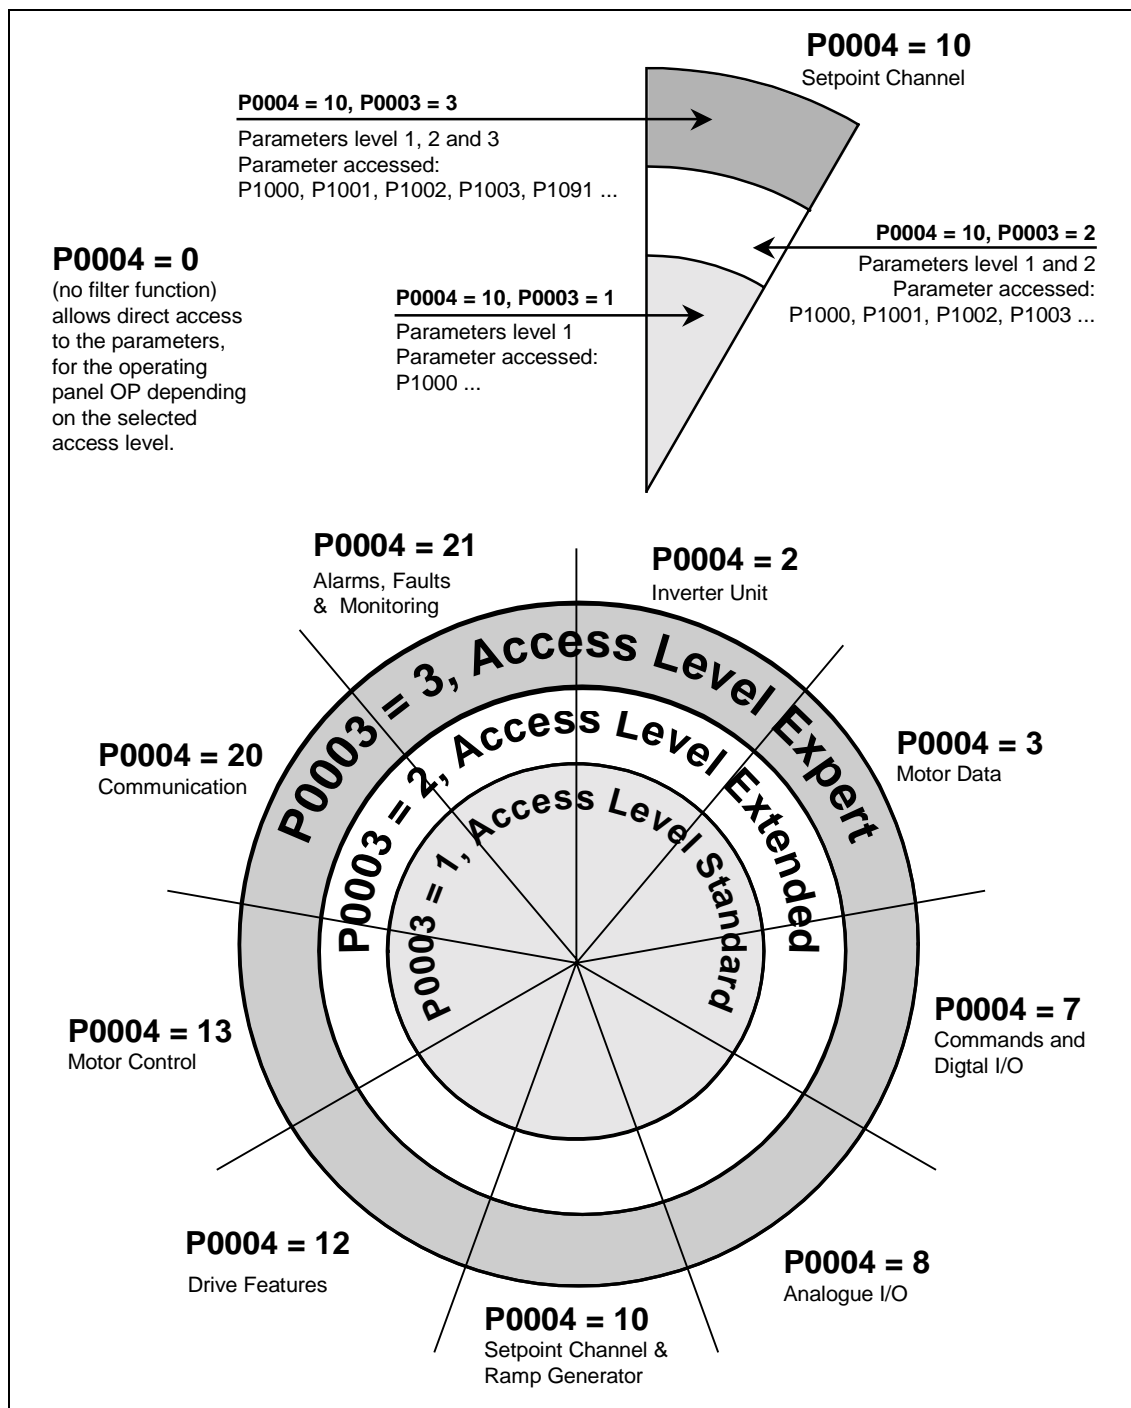 P0004 = 10
Setpoint Channel
P0004 = 10, P0003 = 3
Parameters level 1, 2 and 3
Parameter accessed:
P1000, P1001, P1002, P1003, P1091 ...
P0004 = 10, P0003 = 2
Parameters level 1 and 2
Parameter accessed:
P1000, P1001, P1002, P1003 ...
P0004 = 0
(no filter function)
allows direct access
to the parameters,
for the operating
panel OP depending
on the selected
access level.
P0004 = 10, P0003 = 1
Parameters level 1
Parameter accessed:
P1000 ...
P0004 = 21
Alarms, Faults
& Monitoring
P0004 = 2
Inverter Unit
P0003 = 3, Access Level Expert
P0003 = 2, Access Level Extended
P0003 = 1, Access Level Standard
P0004 = 20
Communication
P0004 = 3
Motor Data
P0004 = 13
Motor Control
P0004 = 7
Commands and
Digtal I/O
P0004 = 12
Drive Features
P0004 = 8
Analogue I/O
P0004 = 10
Setpoint Channel &
Ramp Generator